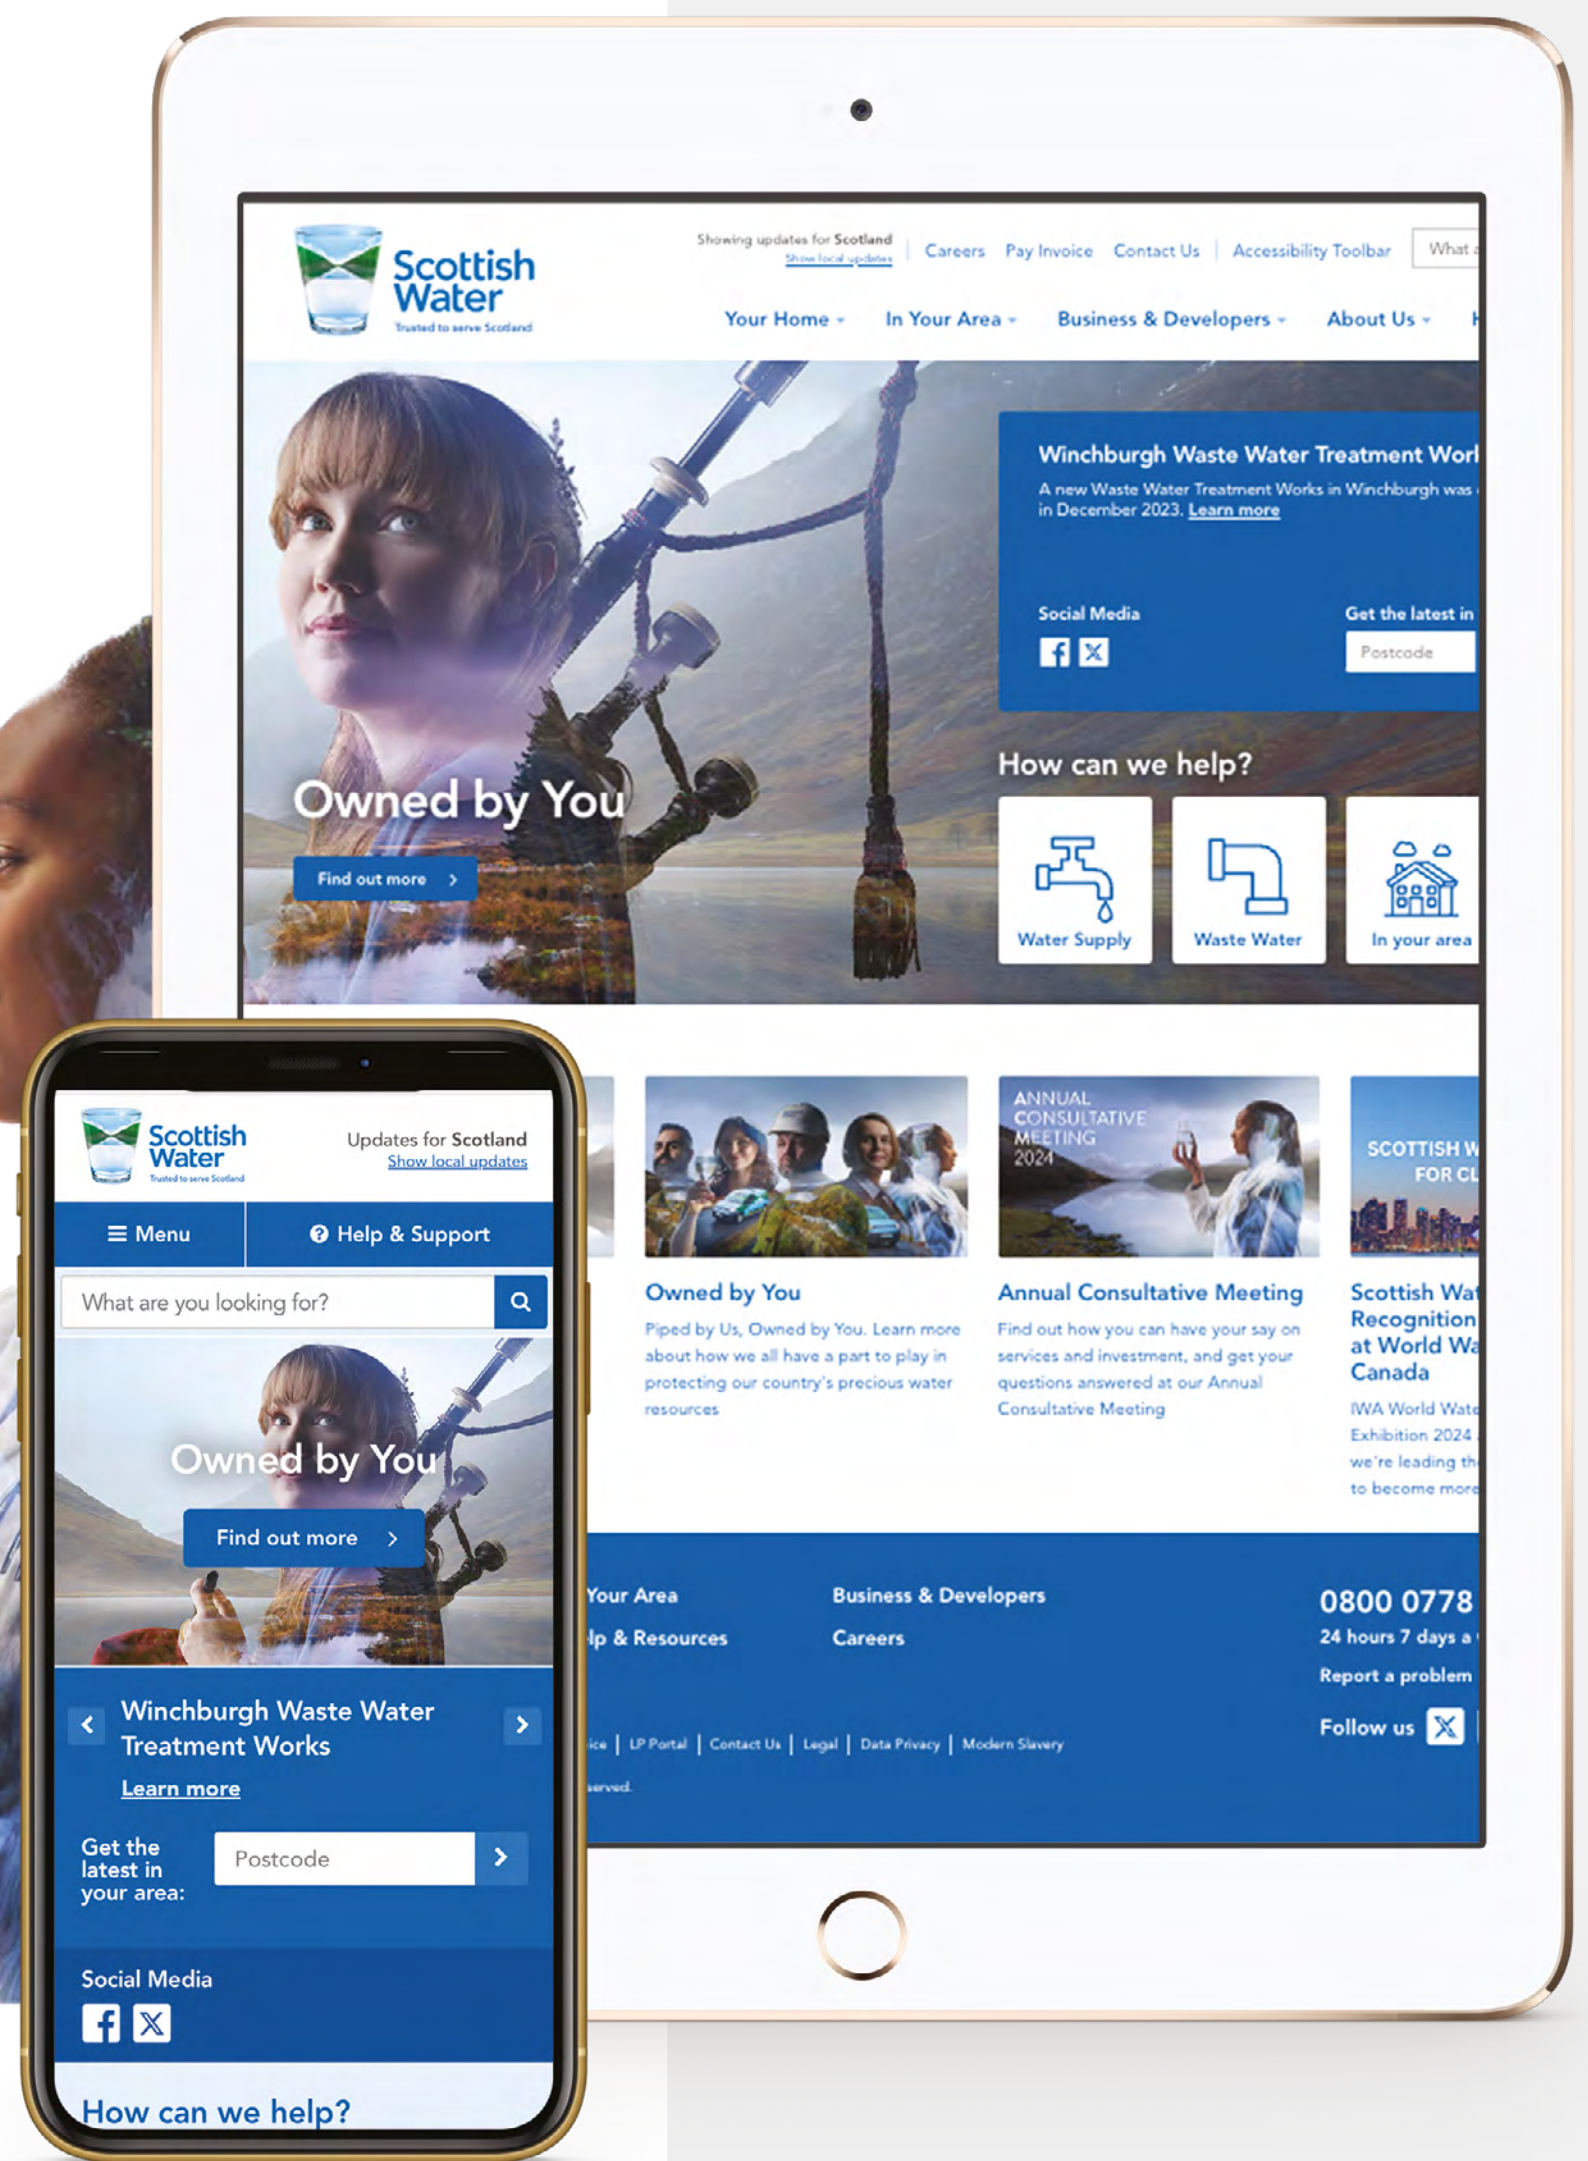 Scottish
Water
Trusted to serve Scotland
Showing updates for Scotland
Show local updates
Careers
Pay Invoice
Contact Us
Accessibility Toolbar
What
Your Home
In Your Area
Business & Developers
About Us
Winchburgh Waste Water Treatment
A new Waste Water Treatment Works in Winchburgh was
in December 2023. Learn more
Social Media
Get the latest in
Postcode
Owned by You
Find out more
How can we help?
Water Supply
Waste Water
In your area
ANNUAL
CONSULTATIVE
MEETING
2024
SCOTTISH
FOR
Owned by You
Piped by Us, Owned by You. Learn more
about how we all have a part to play in
protecting our country's precious water
resources
Annual Consultative Meeting
Find out how you can have your say on
services and investment, and get your
questions answered at our Annual
Consultative Meeting
Scottish
Recognition
at World
Canada
IWA World
Exhibition 2024
we're leading
to become more
Your Area
Business & Developers
& Resources
Careers
0800 0778
24 hours 7 days a
Report a problem
Follow us
LP Portal | Contact Us | Legal | Data Privacy | Modern Slavery
Scottish
Water
Trusted to serve Scotland
Updates for Scotland
Show local updates
Menu
Help & Support
What are you looking for?
Owned by You
Find out more
Winchburgh Waste Water
Treatment Works
Learn more
Get the
latest in
your area:
Postcode
Social Media
How can we help?